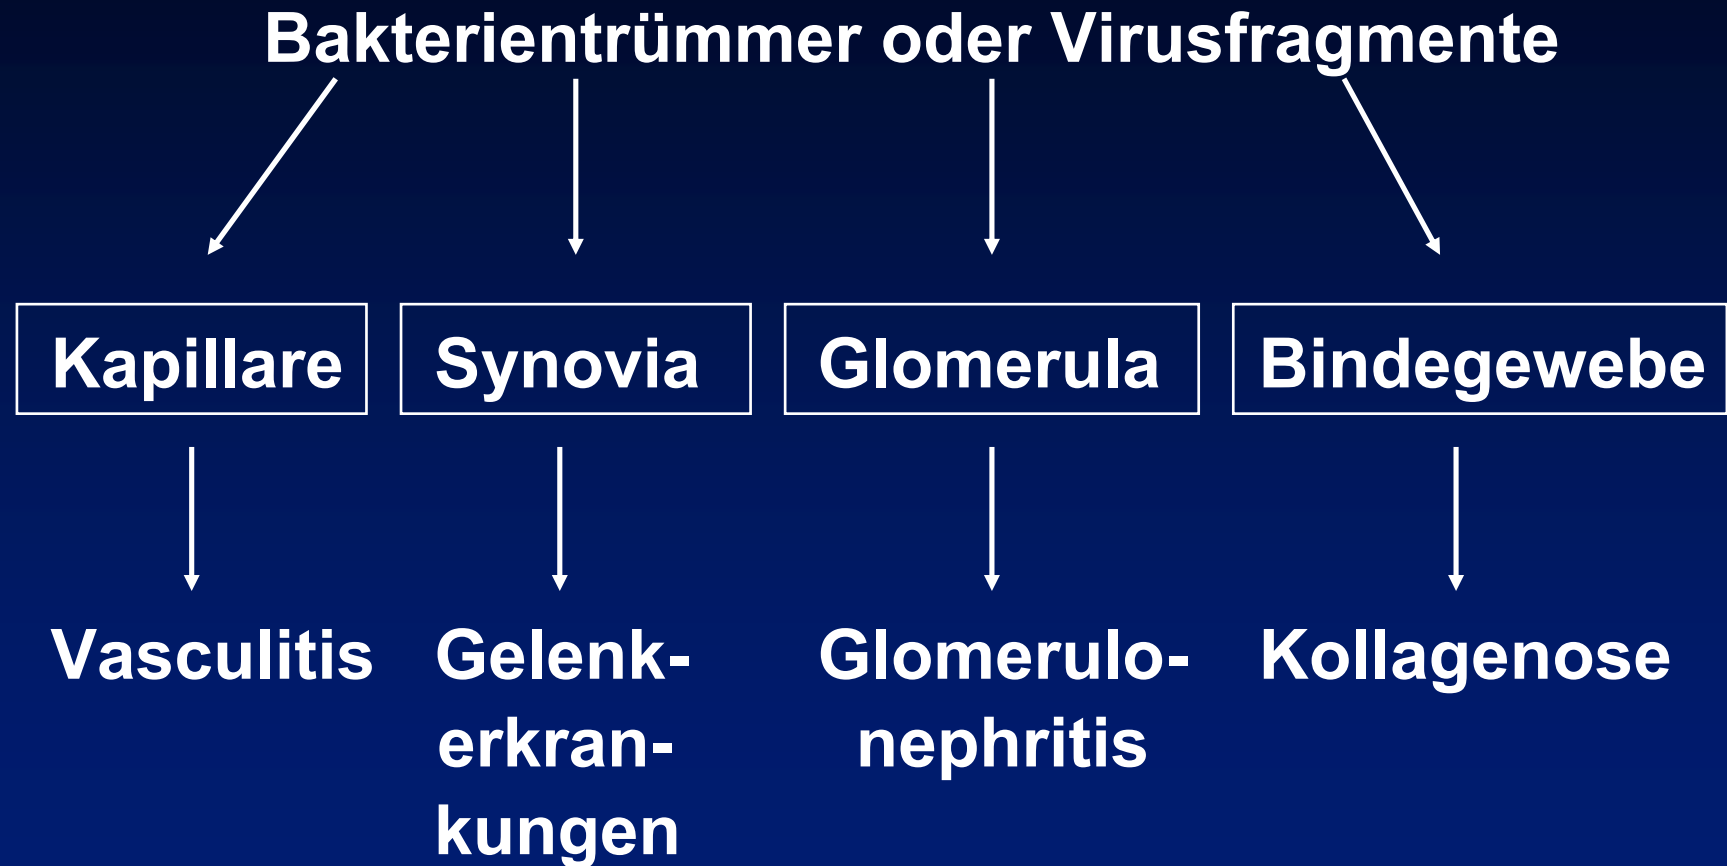 Bakterientrümmer oder Virusfragmente
Kapillare
Synovia
Glomerula
Bindegewebe
Vasculitis
Gelenk-
erkran-
kungen
Glomerulo-
nephritis
Kollagenose